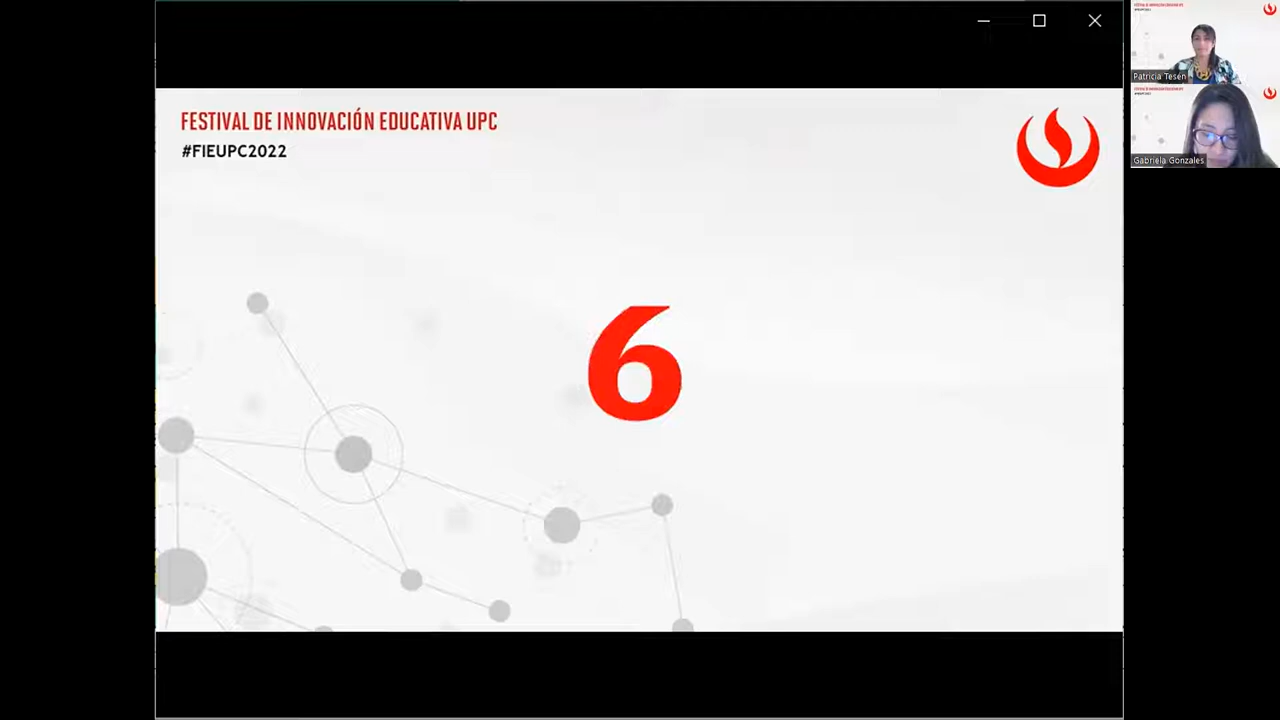 FESTIVAL DE INNOVACIÓN EDUCATIVA UPC
#FIEUPC2022
6
Patricia Tesén
Gabriela Gonzales